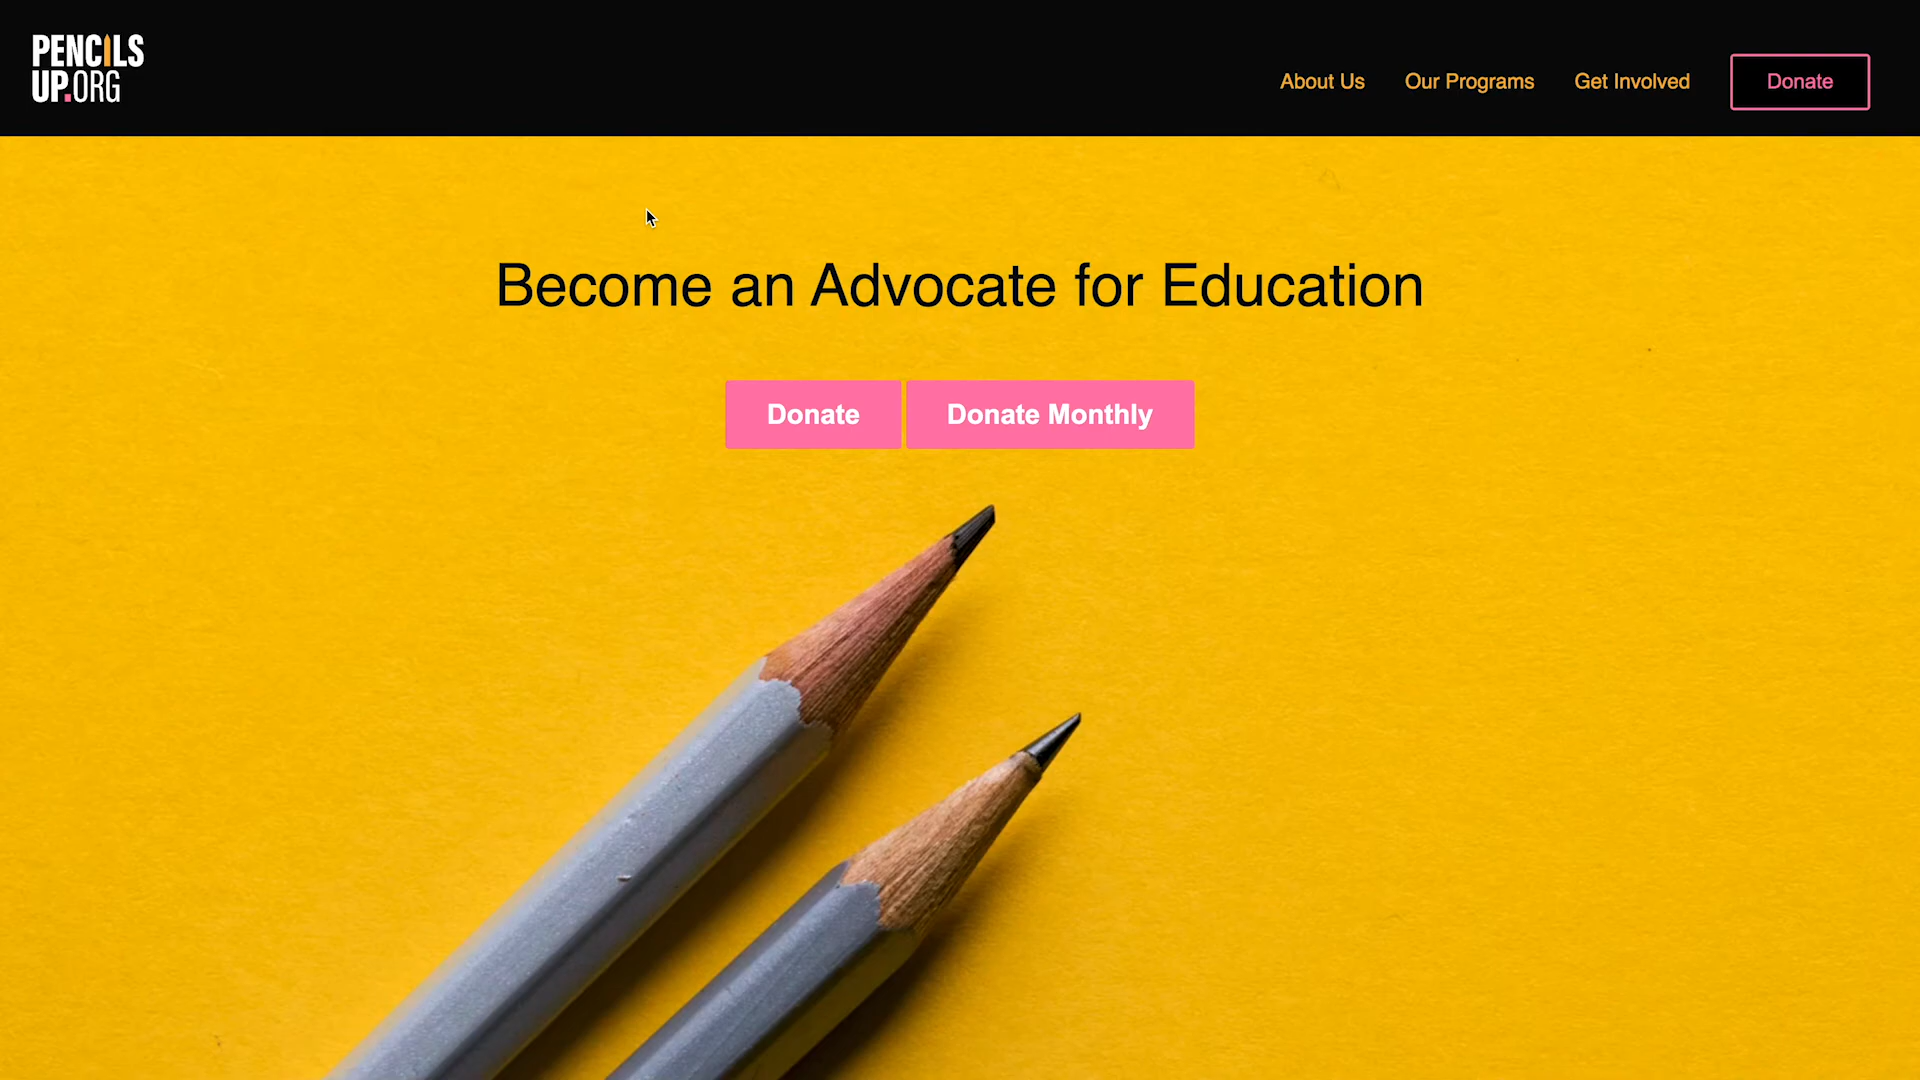 PENCILS
UP.ORG
About Us
Our Programs
Get Involved
Donate
Become an Advocate for Education
Donate
Donate Monthly